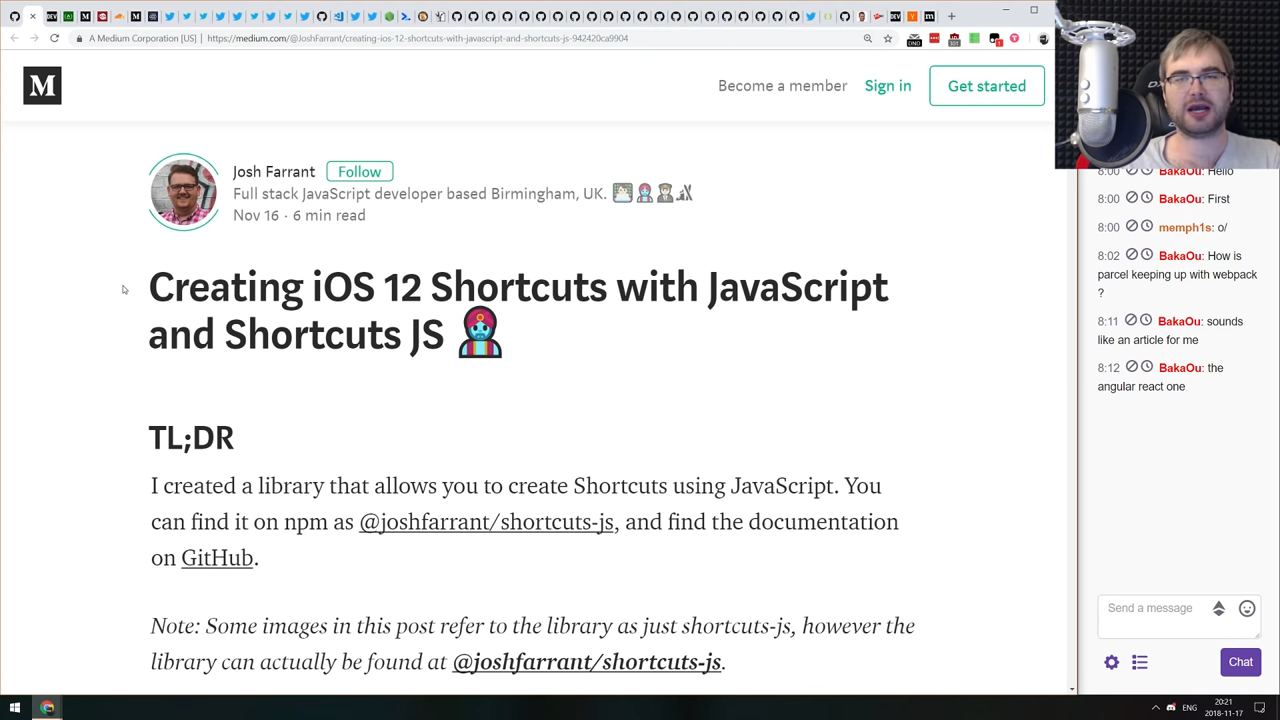 A Medium Corporation [US] | https://medium.com/@JoshFarrant/creating-ios-12-shortcuts-with-javascript-and-shortcuts-js-942420ca9904
M
Become a member
Sign in
Get started
Josh Farrant
Follow
Full stack JavaScript developer based Birmingham, UK.
Nov 16 · 6 min read
Creating iOS 12 Shortcuts with JavaScript
and Shortcuts JS
TL;DR
I created a library that allows you to create Shortcuts using JavaScript. You
can find it on npm as @joshfarrant/shortcuts-js, and find the documentation
on GitHub.
Note: Some images in this post refer to the library as just shortcuts-js, however the
library can actually be found at @joshfarrant/shortcuts-js.
8:00 BakaOu: Hello
8:00 BakaOu: First
8:00 memph1s: o/
8:02 BakaOu: How is
parcel keeping up with webpack
?
8:11 BakaOu: sounds
like an article for me
8:12 BakaOu: the
angular react one
Send a message
Chat
ENG
20:21
2018-11-17